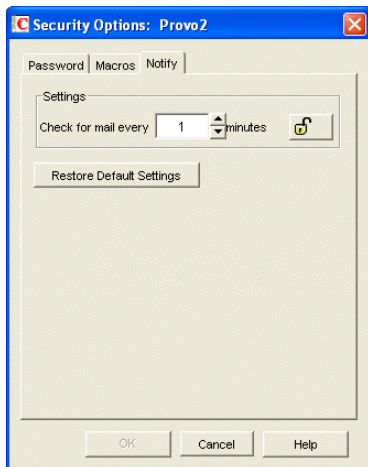 Security Options: Provo2
Password Macros Notify
Settings
Check for mail every 1 minutes
Restore Default Settings
OK Cancel Help